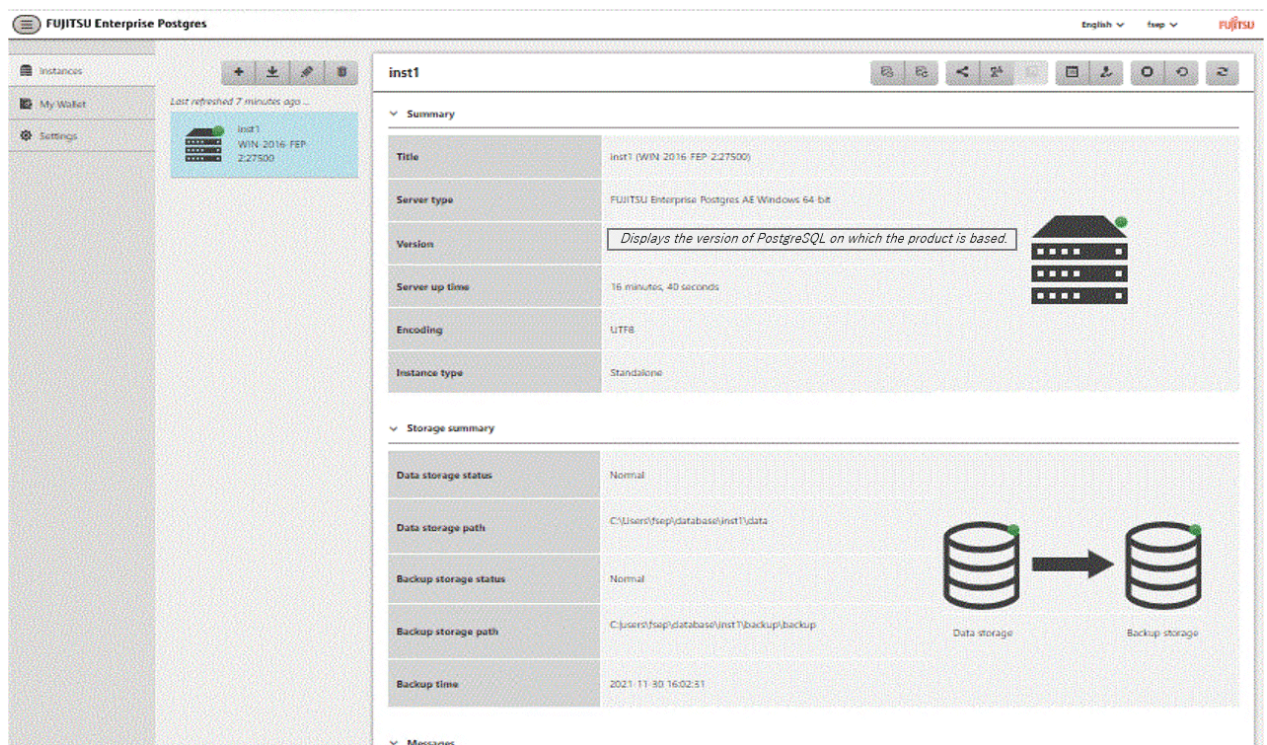 FUJITSU Enterprise Postgres
English
fsep
FUJITSU
Instances
My Wallet
Settings
Last refreshed 7 minutes ago ...
inst1
WIN-2016-FEP-
2:27500
inst1
Summary
Title
inst1 (WIN-2016-FEP-2:27500)
Server type
FUJITSU Enterprise Postgres AE Windows 64-bit
Version
Displays the version of PostgreSQL on which the product is based.
Server up time
16 minutes, 40 seconds
Encoding
UTF8
Instance type
Standalone
Storage summary
Data storage status
Normal
Data storage path
C:\Users\fsep\database\inst1\data
Backup storage status
Normal
Backup storage path
C:\users\fsep\database\inst1\backup\backup
Data storage
Backup storage
Backup time
2021-11-30 16:02:31
Messages